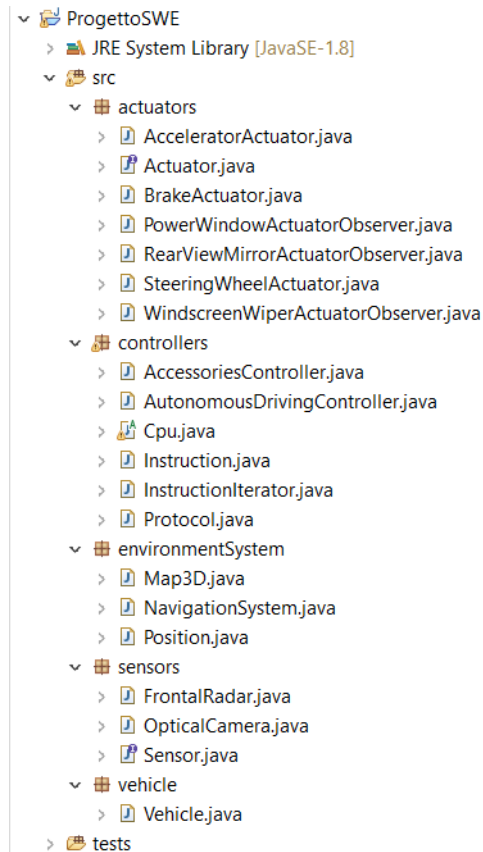 ProgettoSWE
JRE System Library [JavaSE-1.8]
src
actuators
AcceleratorActuator.java
Actuator.java
BrakeActuator.java
PowerWindowActuatorObserver.java
RearViewMirrorActuatorObserver.java
SteeringWheelActuator.java
WindscreenWiperActuatorObserver.java
controllers
AccessoriesController.java
AutonomousDrivingController.java
Cpu.java
Instruction.java
InstructionIterator.java
Protocol.java
environmentSystem
Map3D.java
NavigationSystem.java
Position.java
sensors
FrontalRadar.java
OpticalCamera.java
Sensor.java
vehicle
Vehicle.java
tests